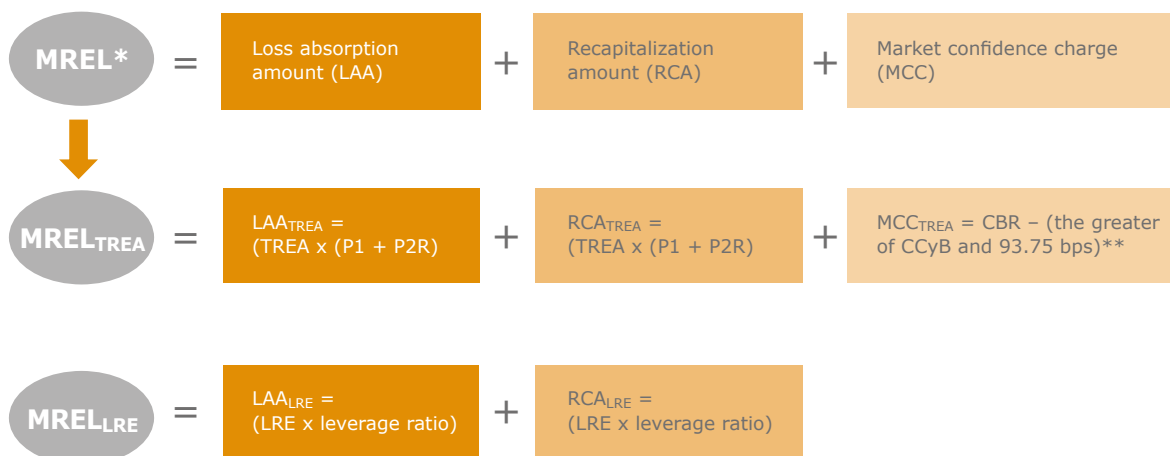 MREL*
=
Loss absorption
amount (LAA)
+
Recapitalization
amount (RCA)
+
Market confidence charge
(MCC)
MRELTREA
=
LAATREA =
(TREA x (P1 + P2R)
+
RCATREA =
(TREA x (P1 + P2R)
+
MCCTREA = CBR – (the greater
of CCyB and 93.75 bps)**
MRELLRE
=
LAALRE =
(LRE x leverage ratio)
+
RCALRE =
(LRE x leverage ratio)